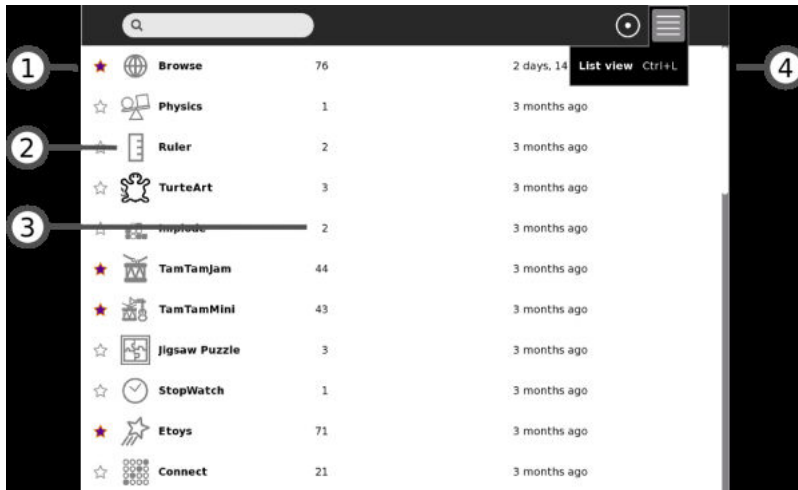 1 Browse 76 2 days, 14 List view Ctrl+L 4
Physics 1 3 months ago
2 Ruler 2 3 months ago
TurteArt 3 3 months ago
3 Implode 2 3 months ago
TamTamJam 44 3 months ago
TamTamMini 43 3 months ago
Jigsaw Puzzle 3 3 months ago
StopWatch 1 3 months ago
Etoys 71 3 months ago
Connect 21 3 months ago